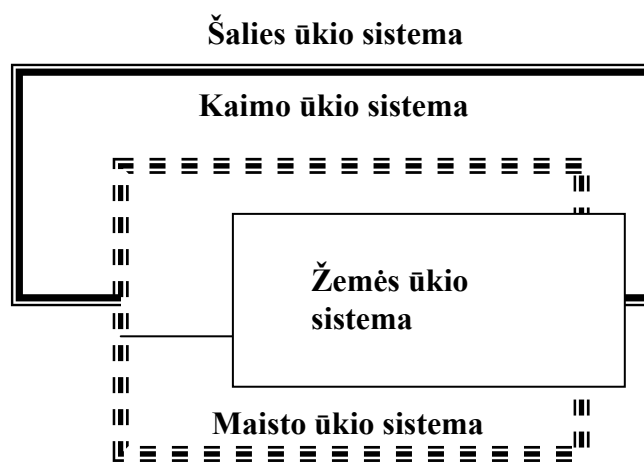 Šalies ūkio sistema
Kaimo ūkio sistema
Žemės ūkio
sistema
Maisto ūkio sistema